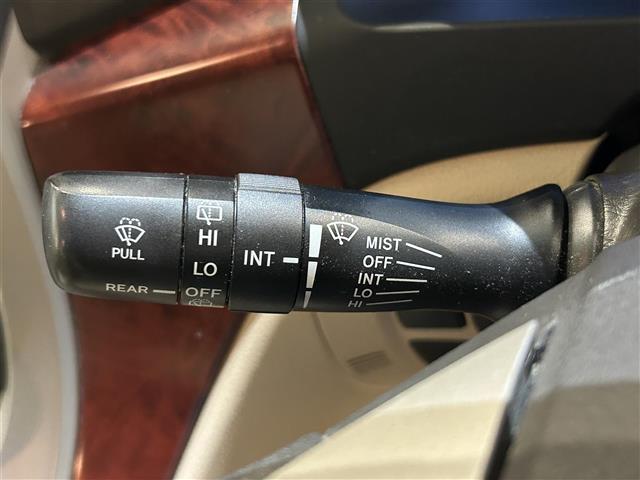 PULL
REAR
HI
LO
OFF
INT
MIST
OFF
INT
LO
HI